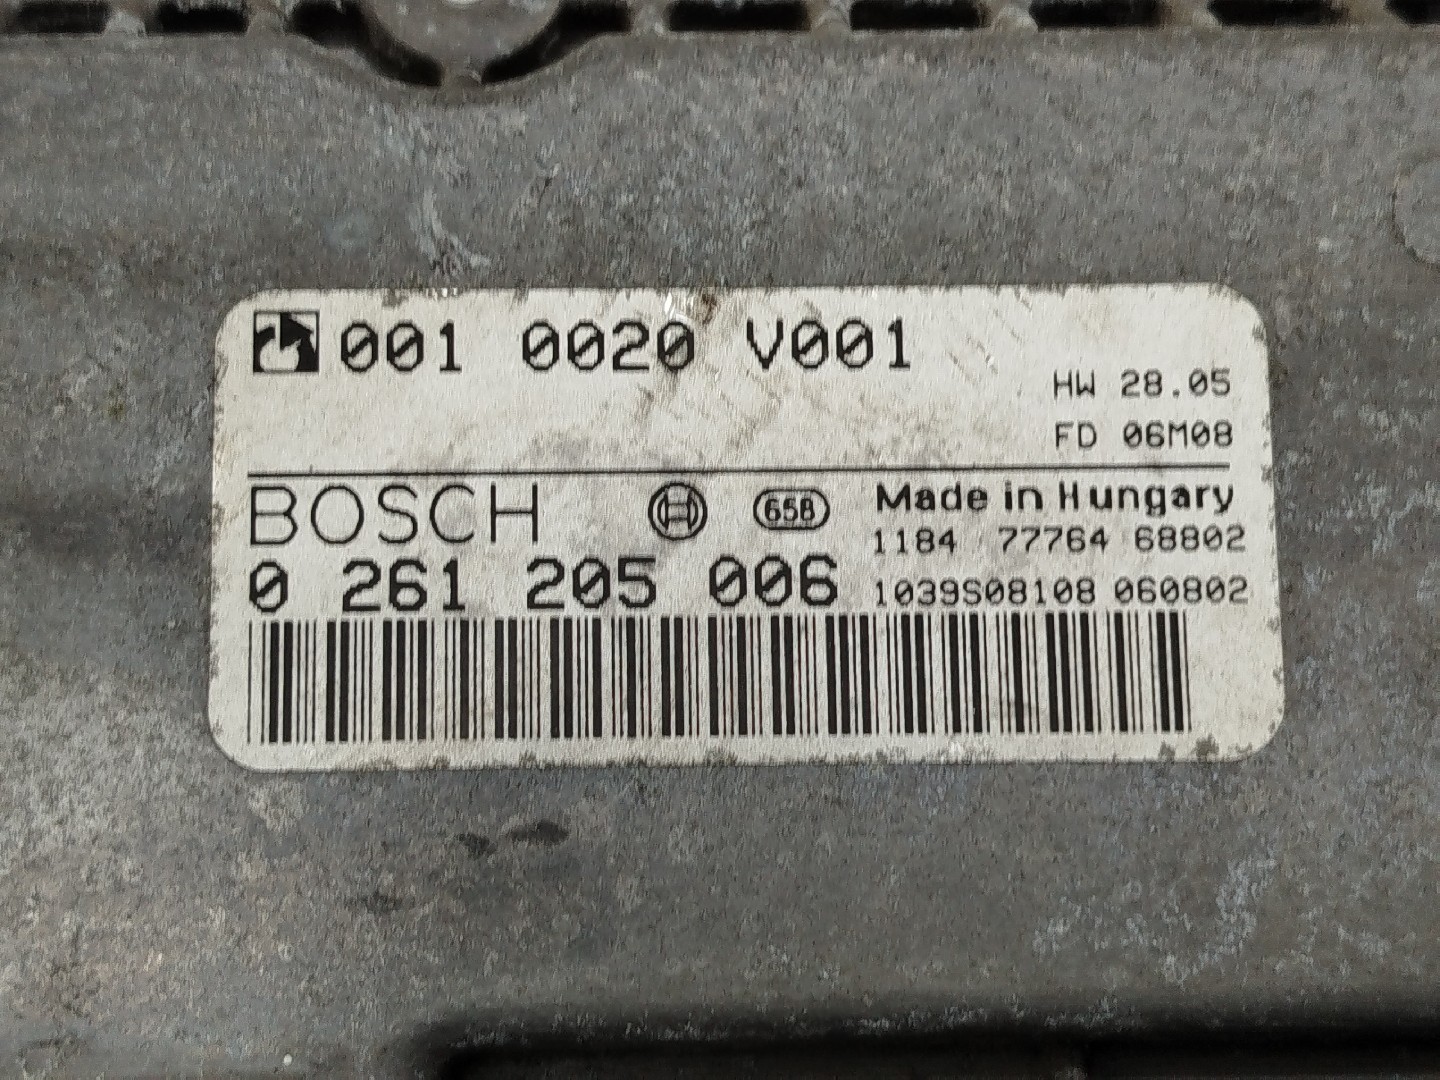 001 0020 V001
HW 28.05
FD 06M08
BOSCH 658 Made in Hungary
1184 77764 68802
0 261 205 006
1039S08108 060802